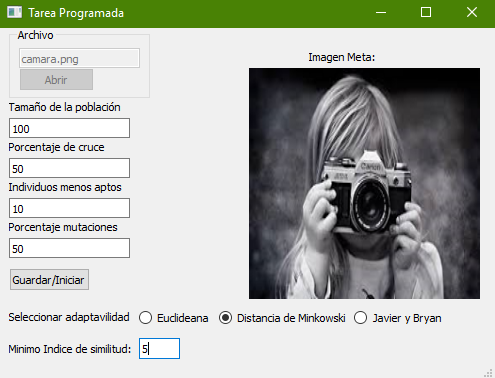 Tarea Programada
Archivo
camara.png
Abrir
Tamaño de la población
100
Porcentaje de cruce
50
Individuos menos aptos
10
Porcentaje mutaciones
50
Guardar/Iniciar
Imagen Meta:
Canon
Seleccionar adaptavilidad Euclideana Distancia de Minkowski Javier y Bryan
Minimo Indice de similitud: 5